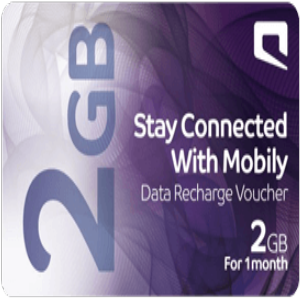 2GB
Stay Connected
With Mobily
Data Recharge Voucher
2GB
For 1 month